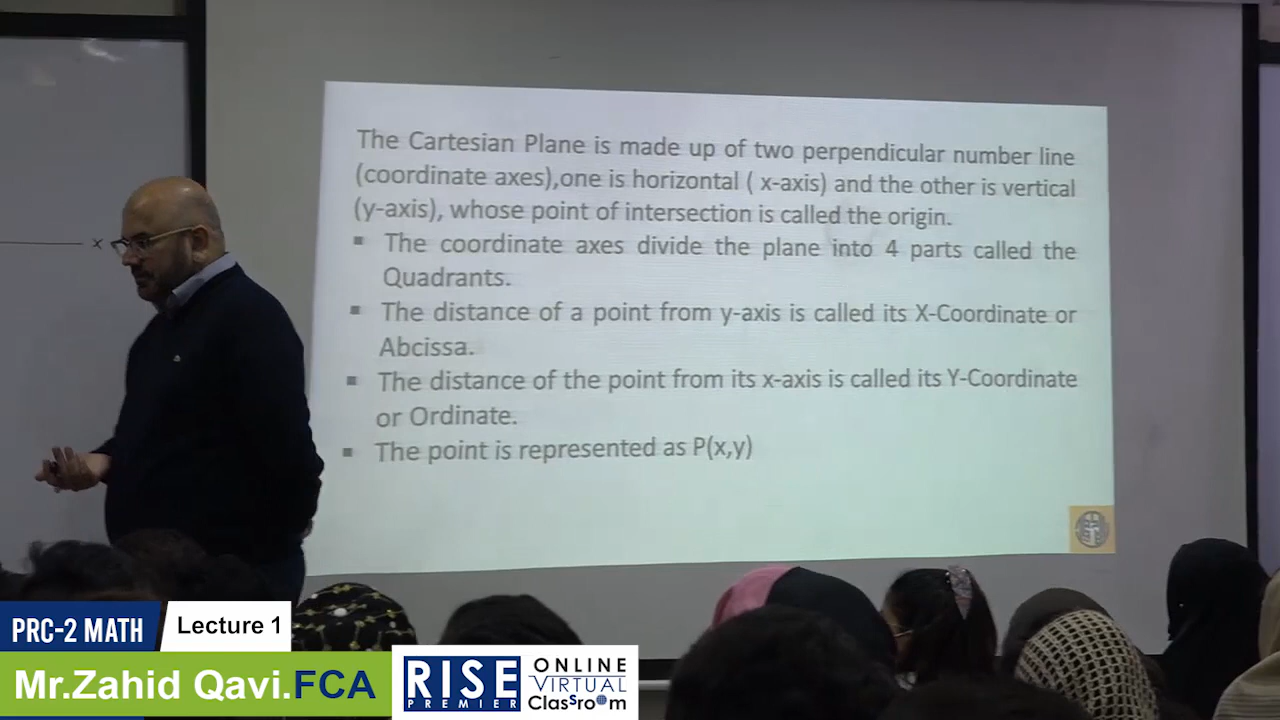 The Cartesian Plane is made up of two perpendicular number line
(coordinate axes),one is horizontal ( x-axis) and the other is vertical
(y-axis), whose point of intersection is called the origin.
▪ The coordinate axes divide the plane into 4 parts called the
Quadrants.
▪ The distance of a point from y-axis is called its X-Coordinate or
Abcissa.
▪ The distance of the point from its x-axis is called its Y-Coordinate
or Ordinate.
▪ The point is represented as P(x,y)
x
PRC-2 MATH
Lecture 1
Mr.Zahid Qavi.FCA
RISE
PREMIER
ONLINE
VIRTUAL
Classroom